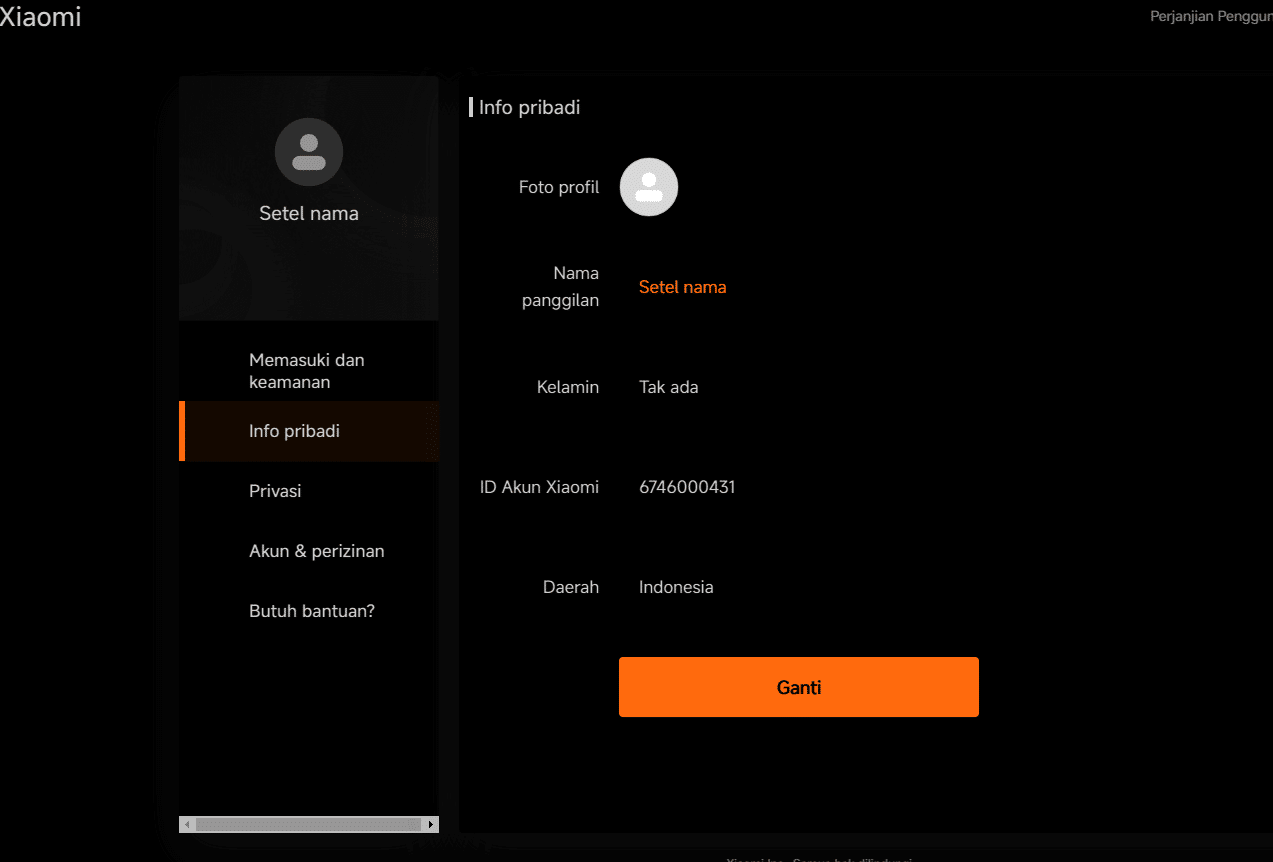 Xiaomi
Perjanjian Penggun
Setel nama
Memasuki dan
keamanan
Info pribadi
Privasi
Akun & perizinan
Butuh bantuan?
Info pribadi
Foto profil
Nama
panggilan
Setel nama
Kelamin Tak ada
ID Akun Xiaomi 6746000431
Daerah Indonesia
Ganti